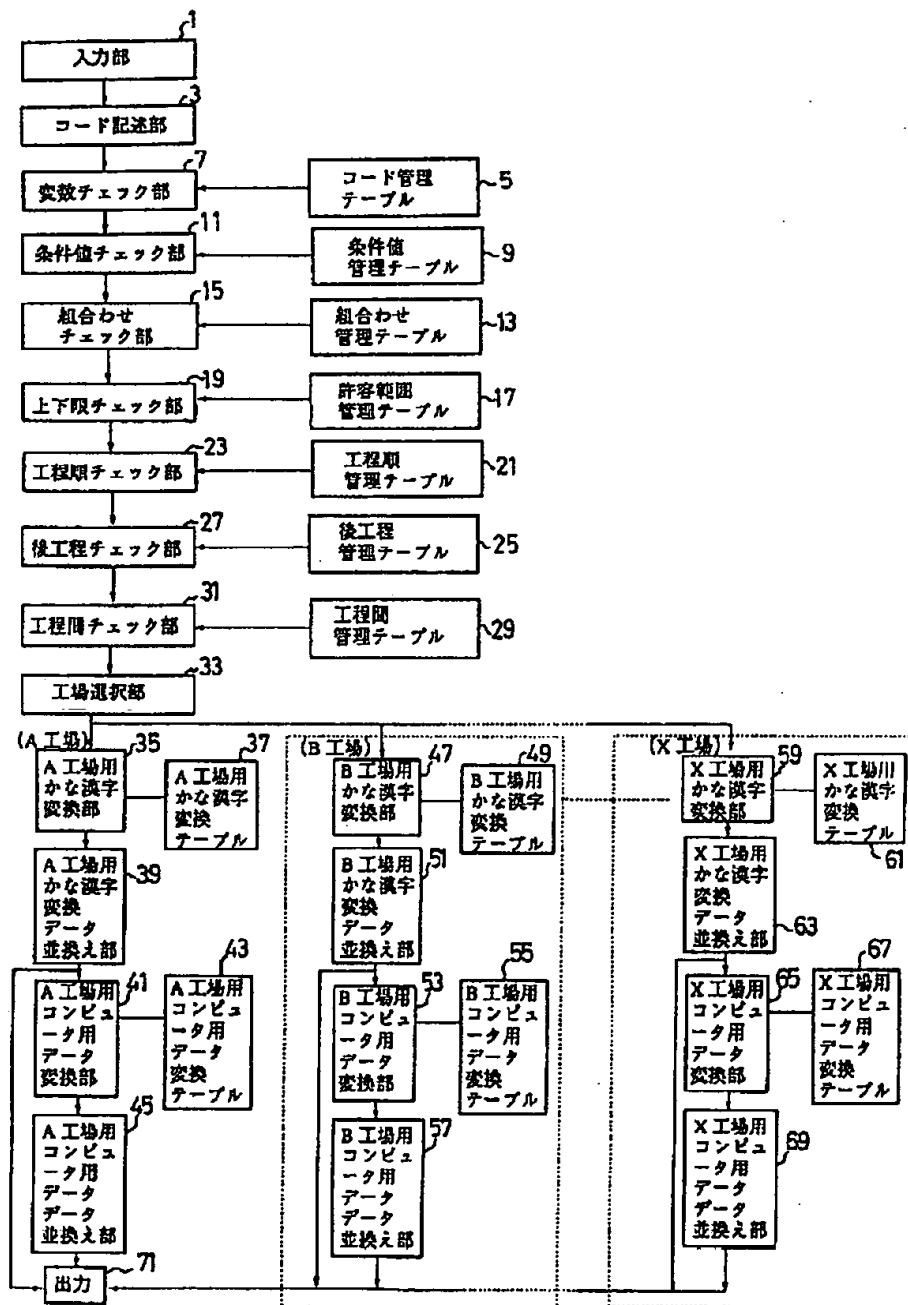 1
入力部
3
コード記述部
7
変数チェック部
コード管理
テーブル
5
11
条件値チェック部
条件値
管理テーブル
9
15
組合わせ
チェック部
組合わせ
管理テーブル
13
19
上下限チェック部
許容範囲
管理テーブル
17
23
工程順チェック部
工程順
管理テーブル
21
27
後工程チェック部
後工程
管理テーブル
25
31
工程間チェック部
工程間
管理テーブル
29
33
工場選択部
(A工場)
35
A工場用
かな漢字
変換部
37
A工場用
かな漢字
変換
テーブル
39
A工場用
かな漢字
変換
データ
並換え部
41
A工場用
コンピュ
ータ用
データ
変換部
43
A工場用
コンピュ
ータ用
データ
変換
テーブル
45
A工場用
コンピュ
ータ用
データ
データ
並換え部
71
出力
(B工場)
47
B工場用
かな漢字
変換部
49
B工場用
かな漢字
変換
テーブル
51
B工場用
かな漢字
変換
データ
並換え部
53
B工場用
コンピュ
ータ用
データ
変換部
55
B工場用
コンピュ
ータ用
データ
変換
テーブル
57
B工場用
コンピュ
ータ用
データ
データ
並換え部
(X工場)
59
X工場用
かな漢字
変換部
X工場用
かな漢字
変換
テーブル
61
X工場用
かな漢字
変換
データ
並換え部
63
65
X工場用
コンピュ
ータ用
データ
変換部
67
X工場用
コンピュ
ータ用
データ
変換
テーブル
X工場用
コンピュ
ータ用
データ
データ
並換え部
69